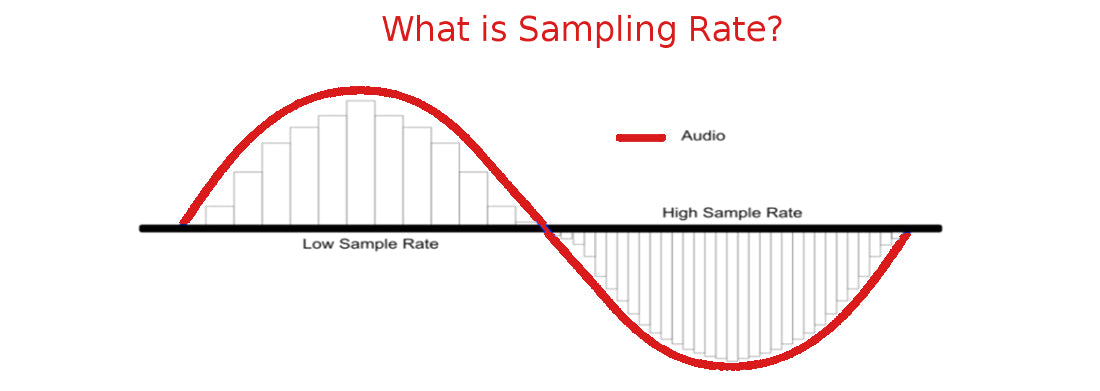 What is Sampling Rate?
Audio
High Sample Rate
Low Sample Rate